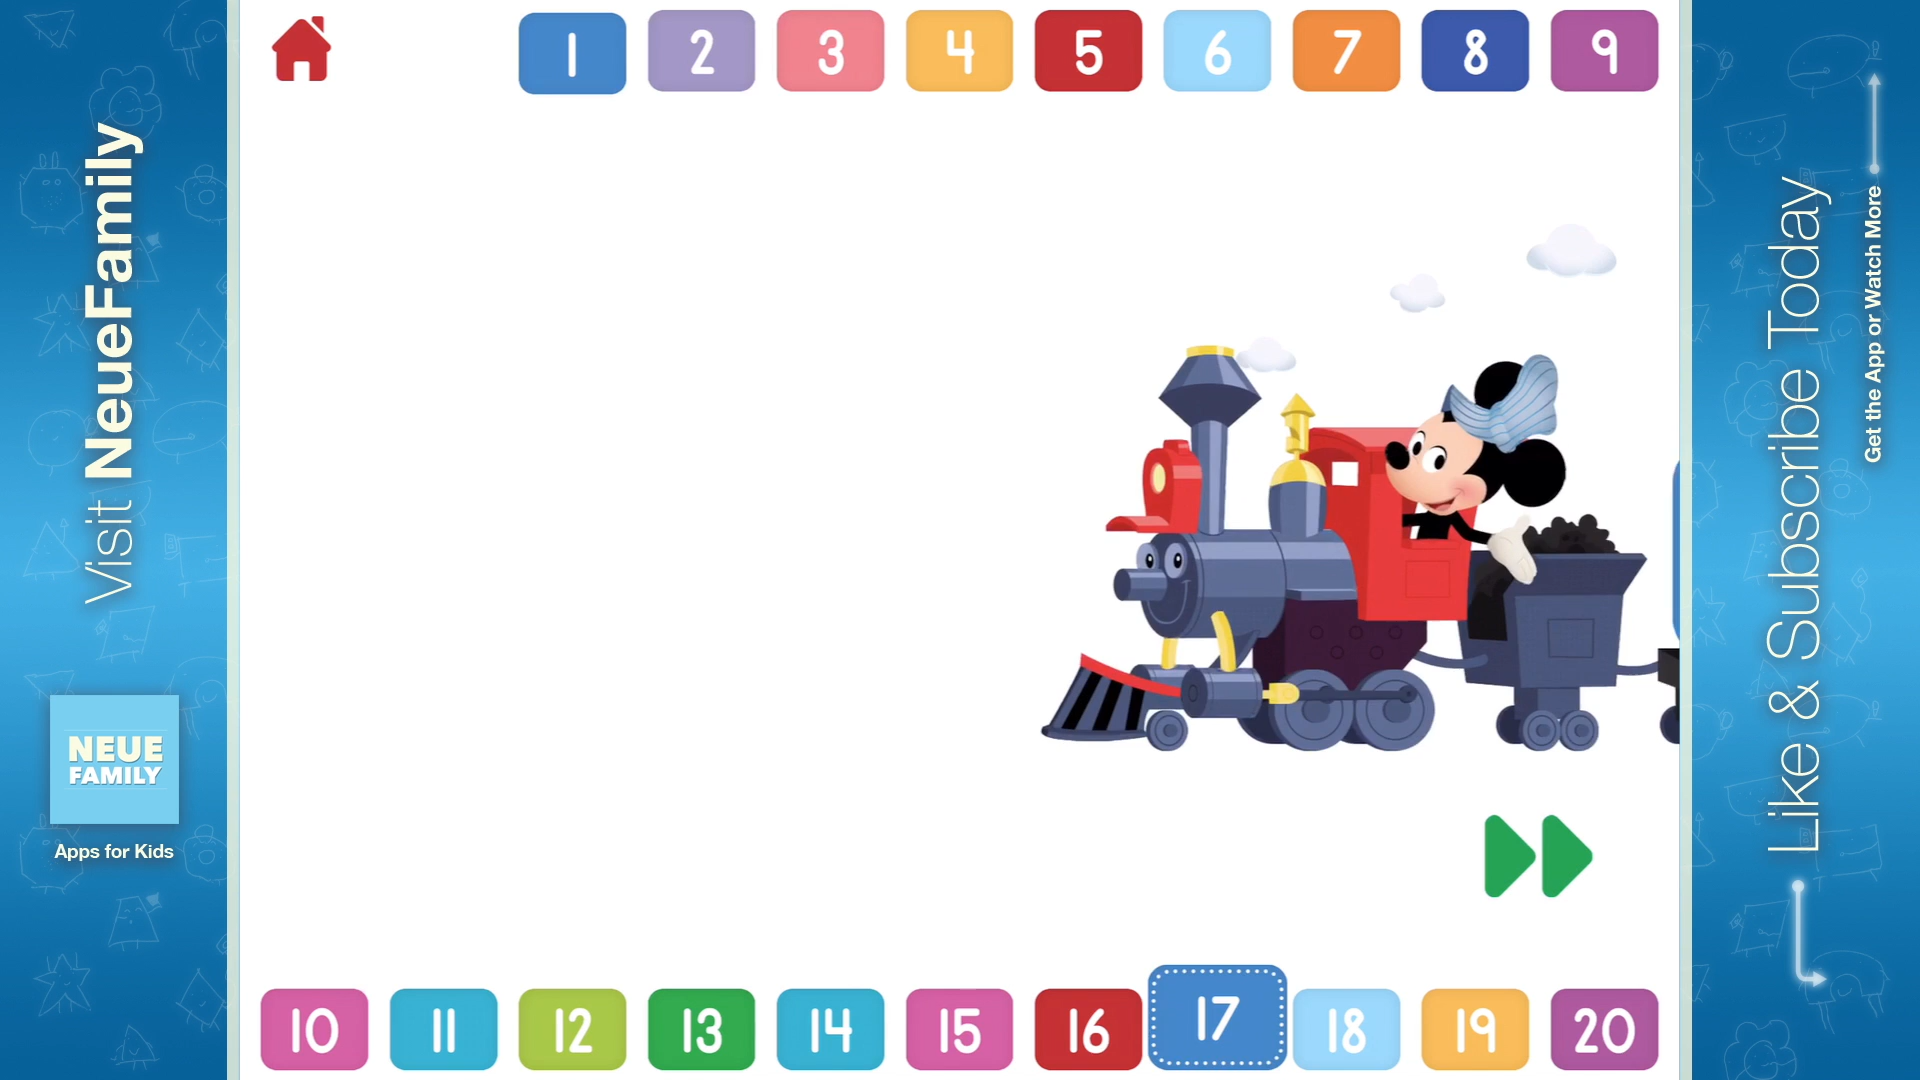 Visit NeueFamily
NEUE
FAMILY
Apps for Kids
1 2 3 4 5 6 7 8 9
10 11 12 13 14 15 16 17 18 19 20
Like & Subscribe Today
Get the App or Watch More